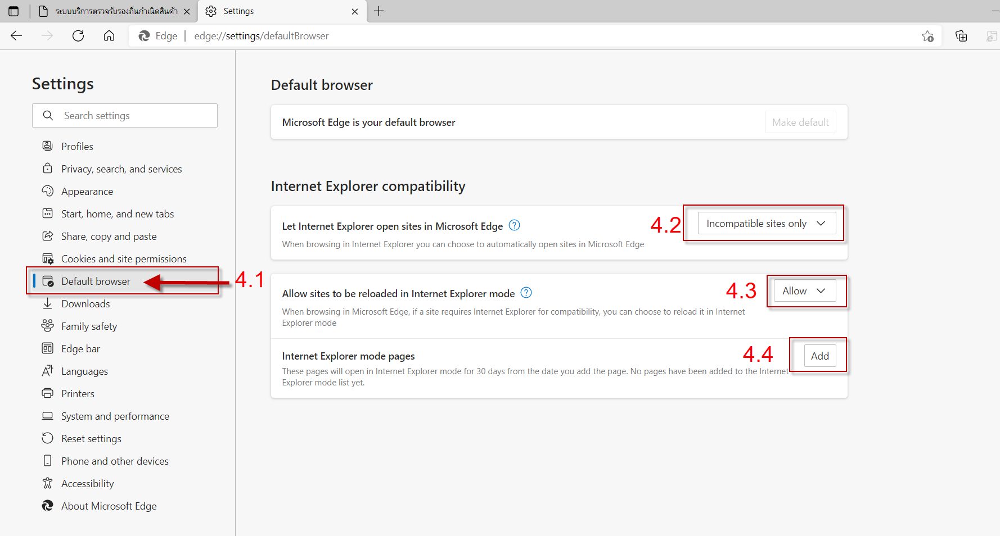 ระบบบริการตรวจรับรองถิ่นกำเนิดสินค้า
Settings
Edge | edge://settings/defaultBrowser
Settings
Search settings
Profiles
Privacy, search, and services
Appearance
Start, home, and new tabs
Share, copy and paste
Cookies and site permissions
Default browser
4.1
Downloads
Family safety
Edge bar
Languages
Printers
System and performance
Reset settings
Phone and other devices
Accessibility
About Microsoft Edge
Default browser
Microsoft Edge is your default browser
Make default
Internet Explorer compatibility
Let Internet Explorer open sites in Microsoft Edge
4.2
Incompatible sites only
When browsing in Internet Explorer you can choose to automatically open sites in Microsoft Edge
Allow sites to be reloaded in Internet Explorer mode
4.3
Allow
When browsing in Microsoft Edge, if a site requires Internet Explorer for compatibility, you can choose to reload it in Internet
Explorer mode
Internet Explorer mode pages
4.4
Add
These pages will open in Internet Explorer mode for 30 days from the date you add the page. No pages have been added to the Internet
Explorer mode list yet.